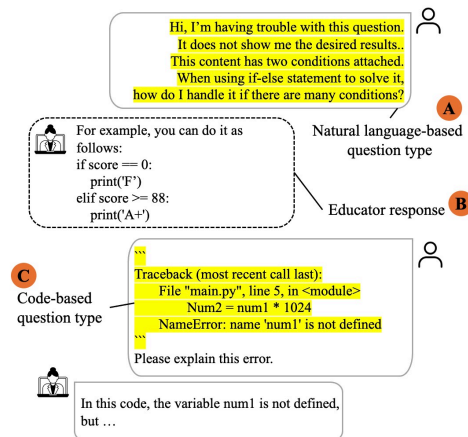 Hi, I'm having trouble with this question.
It does not show me the desired results..
This content has two conditions attached.
When using if-else statement to solve it,
how do I handle it if there are many conditions?
A
Natural language-based
question type
For example, you can do it as
follows:
if score == 0:
print('F’)
elif score >= 88:
print('A+')
B
Educator response
C
Code-based
question type
```
Traceback (most recent call last):
File "main.py", line 5, in <module>
Num2 = num1 * 1024
NameError: name 'num1' is not defined
```
Please explain this error.
In this code, the variable num1 is not defined,
but …